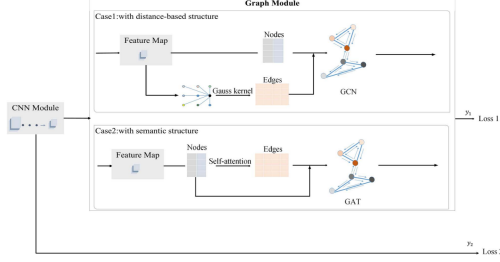 Graph Module
Case1:with distance-based structure
Feature Map
Nodes
Gauss kernel
Edges
GCN
CNN Module
y₁
Loss 1
Case2:with semantic structure
Feature Map
Nodes
Self-attention
Edges
GAT
y₂
Loss